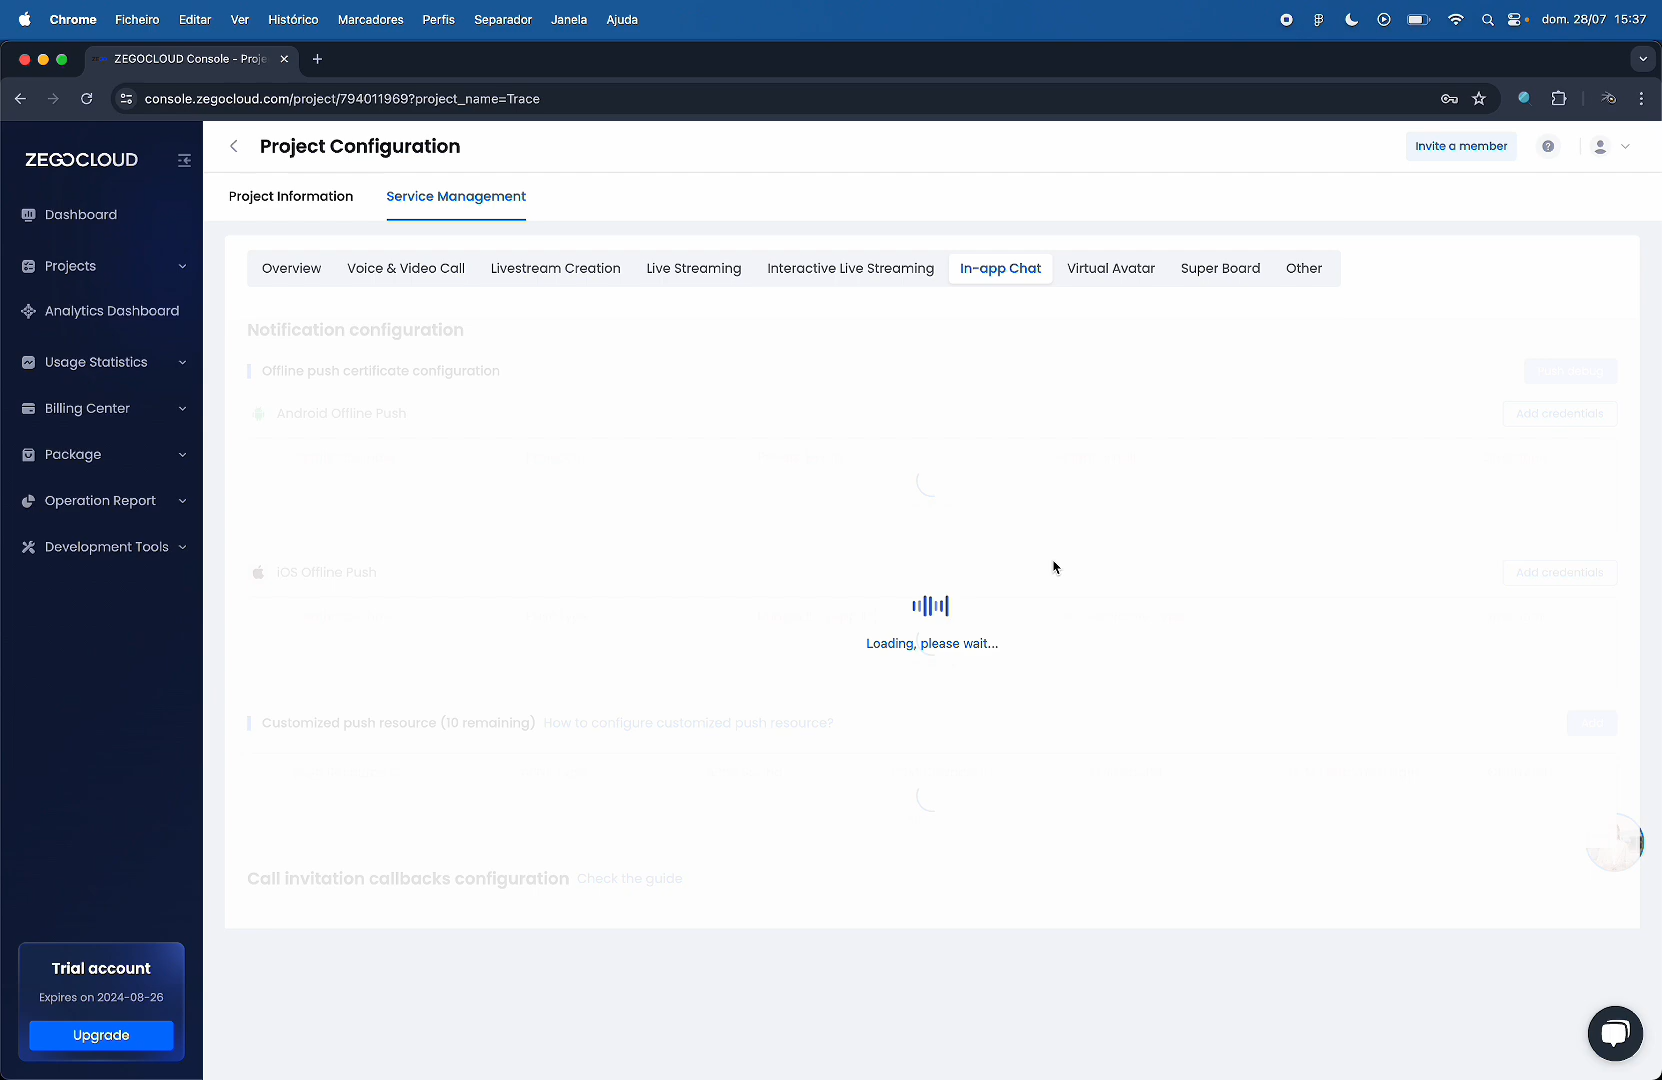 Chrome Ficheiro Editar Ver Histórico Marcadores Perfis Separador Janela Ajuda dom. 28/07 15:37
ZEGOCLOUD Console - Proje
console.zegocloud.com/project/794011969?project_name=Trace
ZEGOCLOUD
Project Configuration
Invite a member
Project Information Service Management
Dashboard
Projects
Analytics Dashboard
Usage Statistics
Billing Center
Package
Operation Report
Development Tools
Overview Voice & Video Call Livestream Creation Live Streaming Interactive Live Streaming In-app Chat Virtual Avatar Super Board Other
Notification configuration
Offline push certificate configuration
Android Offline Push Add credentials
iOS Offline Push Add credentials
Loading, please wait...
Customized push resource (10 remaining) How to configure customized push resource?
Call invitation callbacks configuration Check the guide
Trial account
Expires on 2024-08-26
Upgrade